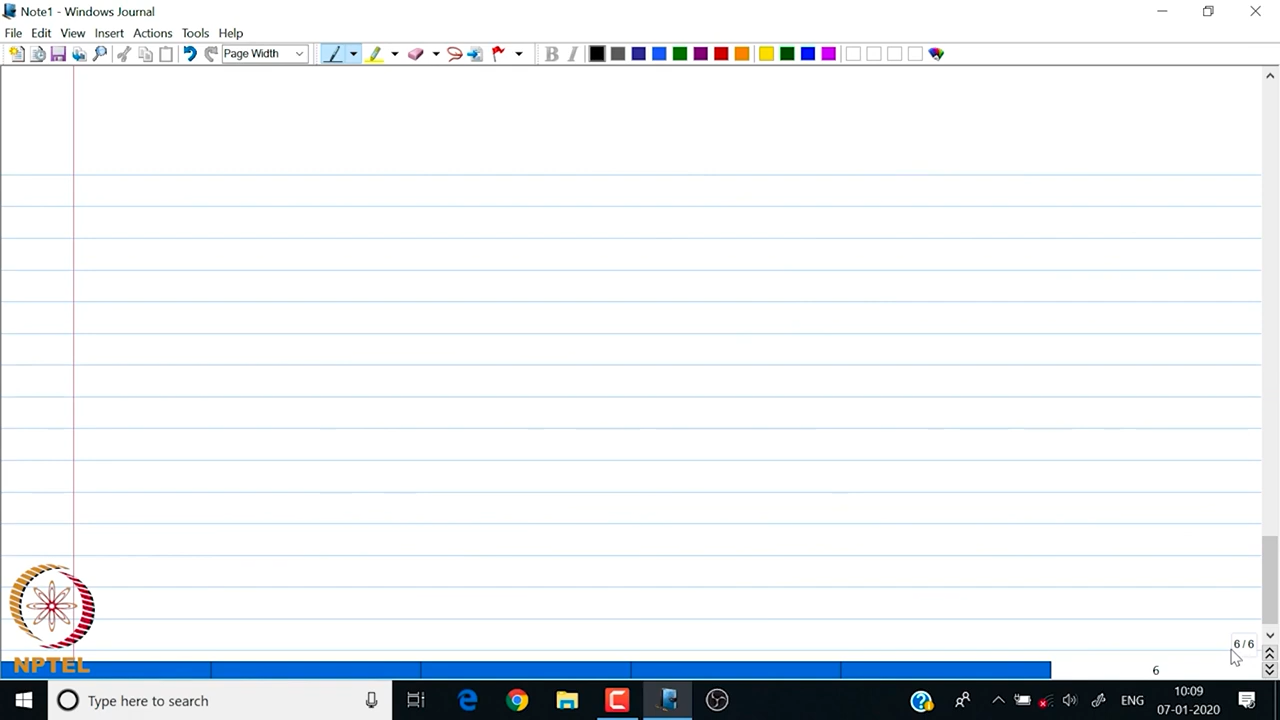 Note1 - Windows Journal
File Edit View Insert Actions Tools Help
Page Width B I
6 / 6
6
NPTEL
Type here to search
ENG
10:09
07-01-2020